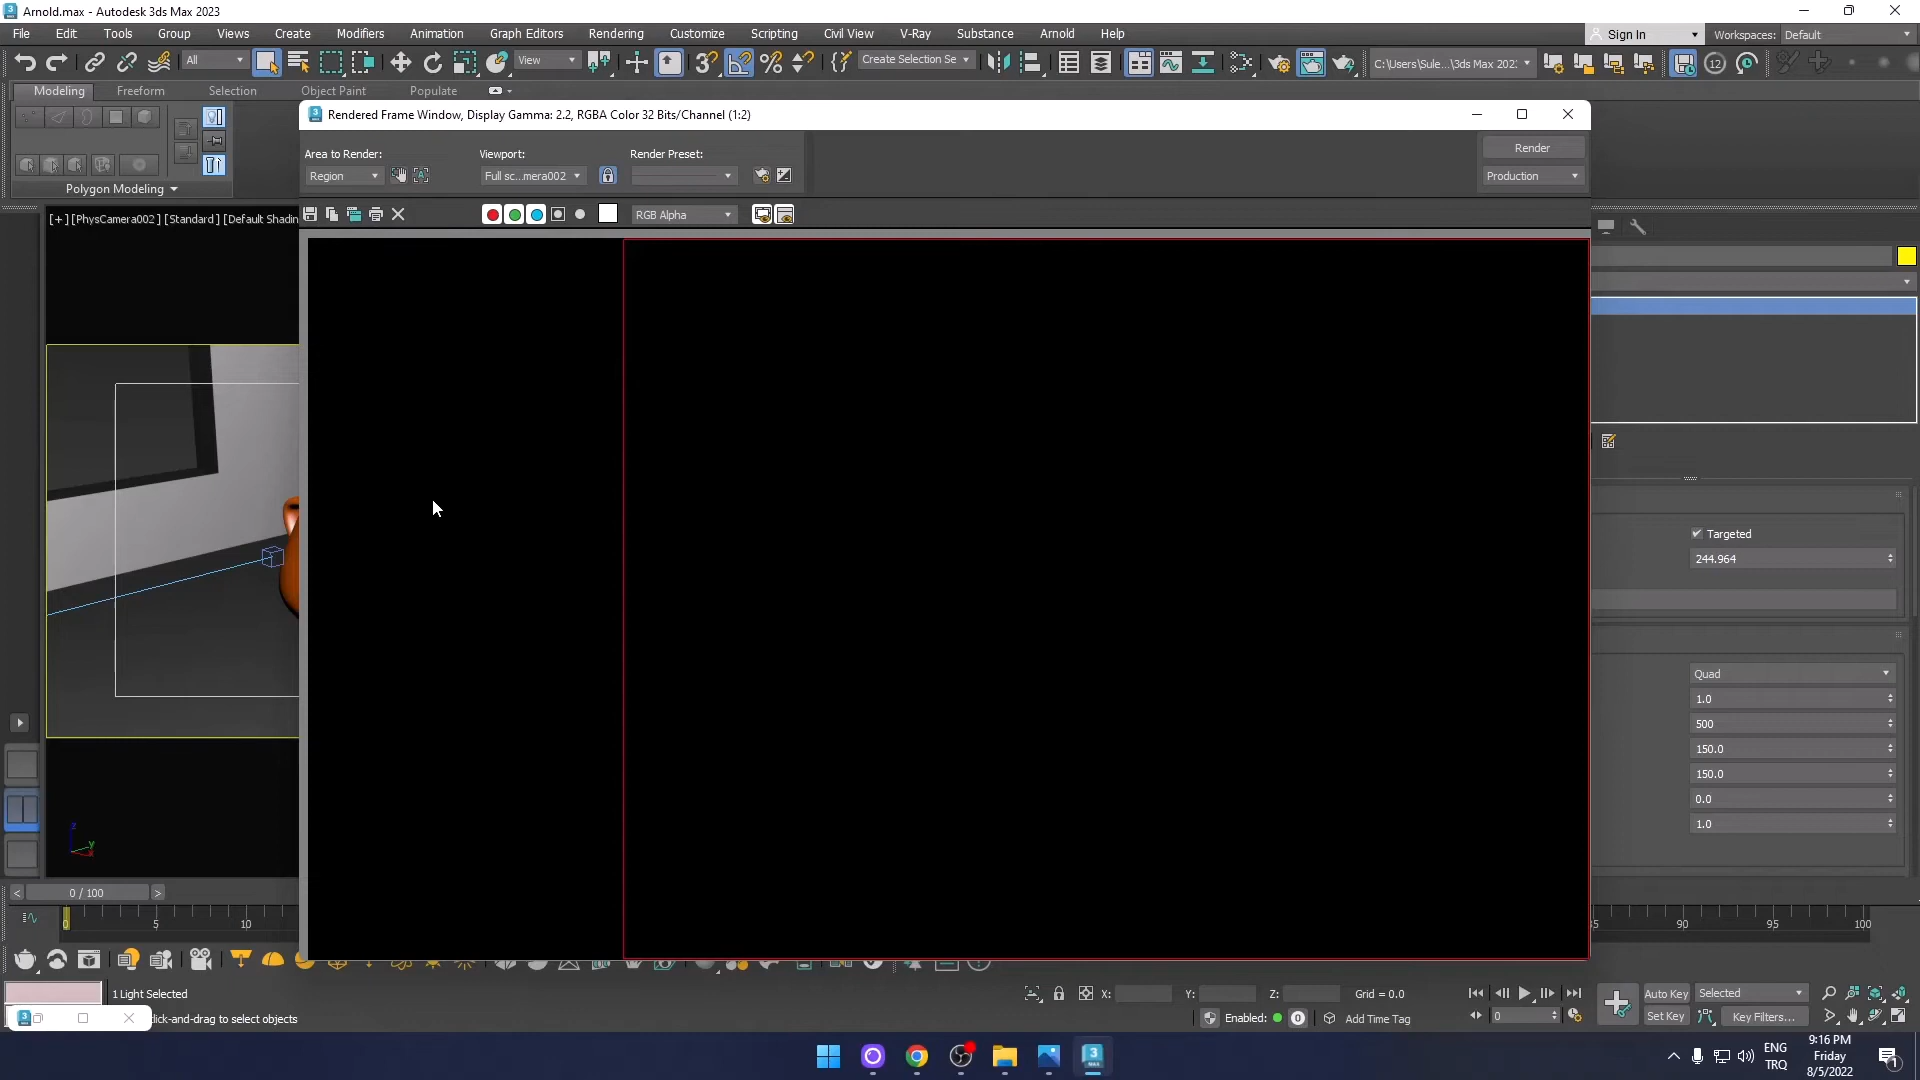 Arnold.max - Autodesk 3ds Max 2023
File Edit Tools Group Views Create Modifiers Animation Graph Editors Rendering Customize Scripting Civil View V-Ray Substance Arnold Help
Sign In Workspaces: Default
All View Create Selection Se C:\Users\Sule...\3ds Max 202:
Modeling Freeform Selection Object Paint Populate
Rendered Frame Window, Display Gamma: 2.2, RGBA Color 32 Bits/Channel (1:2)
Area to Render: Viewport: Render Preset: Render
Region Full sc...mera002 Production
Polygon Modeling
RGB Alpha
[+][PhysCamera002][Standard][Default Shadin
Targeted
244.964
Quad
1.0
500
150.0
150.0
0.0
1.0
0 / 100
0 5 10 90 95 100
1 Light Selected
X: Y: Z: Grid = 0.0
Auto Key Selected
lick-and-drag to select objects
Enabled: 0 Add Time Tag
0
Set Key Key Filters...
ENG
TRQ
9:16 PM
Friday
8/5/2022